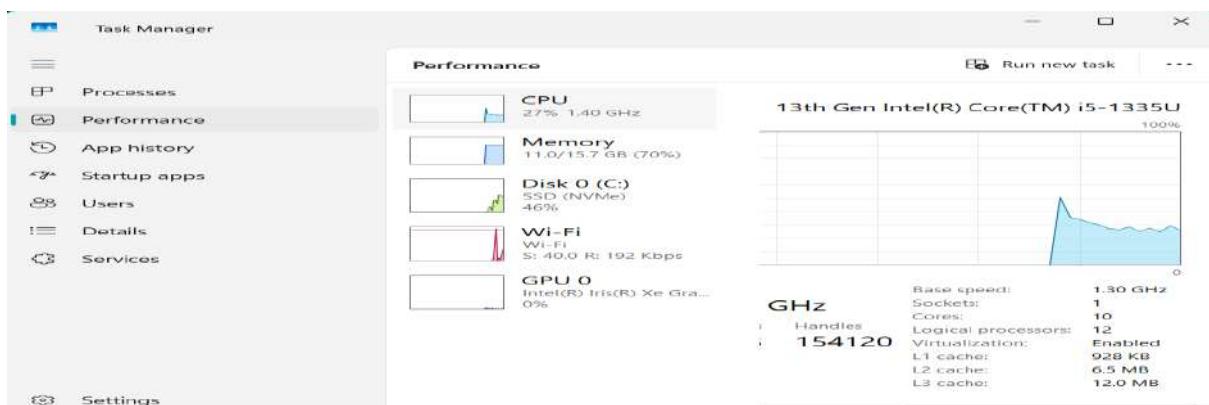 Task Manager
Processes
Performance
App history
Startup apps
Users
Details
Services
Settings
Performance
Run new task
CPU
27% 1.40 GHz
Memory
11.0/15.7 GB (70%)
Disk 0 (C:)
SSD (NVMe)
46%
Wi-Fi
Wi-Fi
S: 40.0 R: 192 Kbps
GPU 0
Intel(R) Iris(R) Xe Gra...
0%
13th Gen Intel(R) Core(TM) i5-1335U
100%
0
GHz
Handles
154120
Base speed: 1.30 GHz
Sockets: 1
Cores: 10
Logical processors: 12
Virtualization: Enabled
L1 cache: 928 KB
L2 cache: 6.5 MB
L3 cache: 12.0 MB